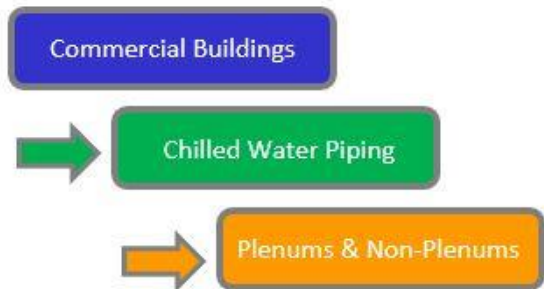 Commercial Buildings
Chilled Water Piping
Plenums & Non-Plenums